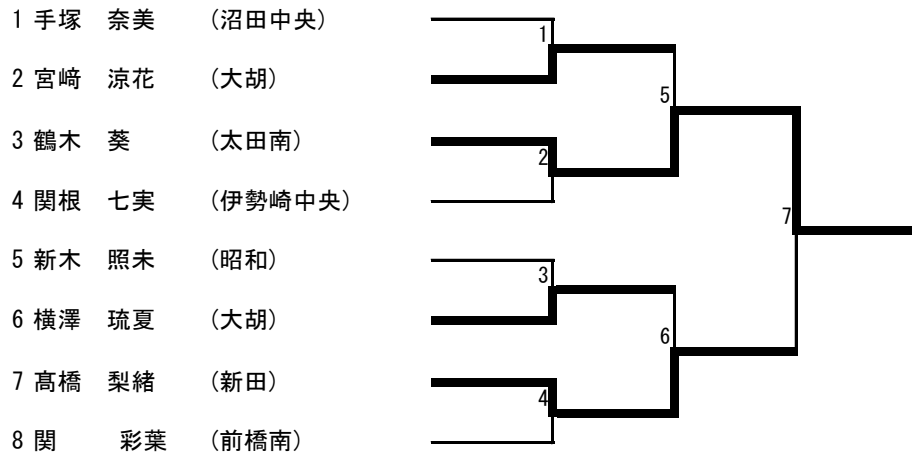 1 手塚　奈美　　(沼田中央)
1
2 宮﨑　涼花　　(大胡)
5
3 鶴木　葵　　　(太田南)
2
4 関根　七実　　(伊勢崎中央)
7
5 新木　照未　　(昭和)
3
6 横澤　琉夏　　(大胡)
6
7 髙橋　梨緒　　(新田)
4
8 関　　彩葉　　(前橋南)